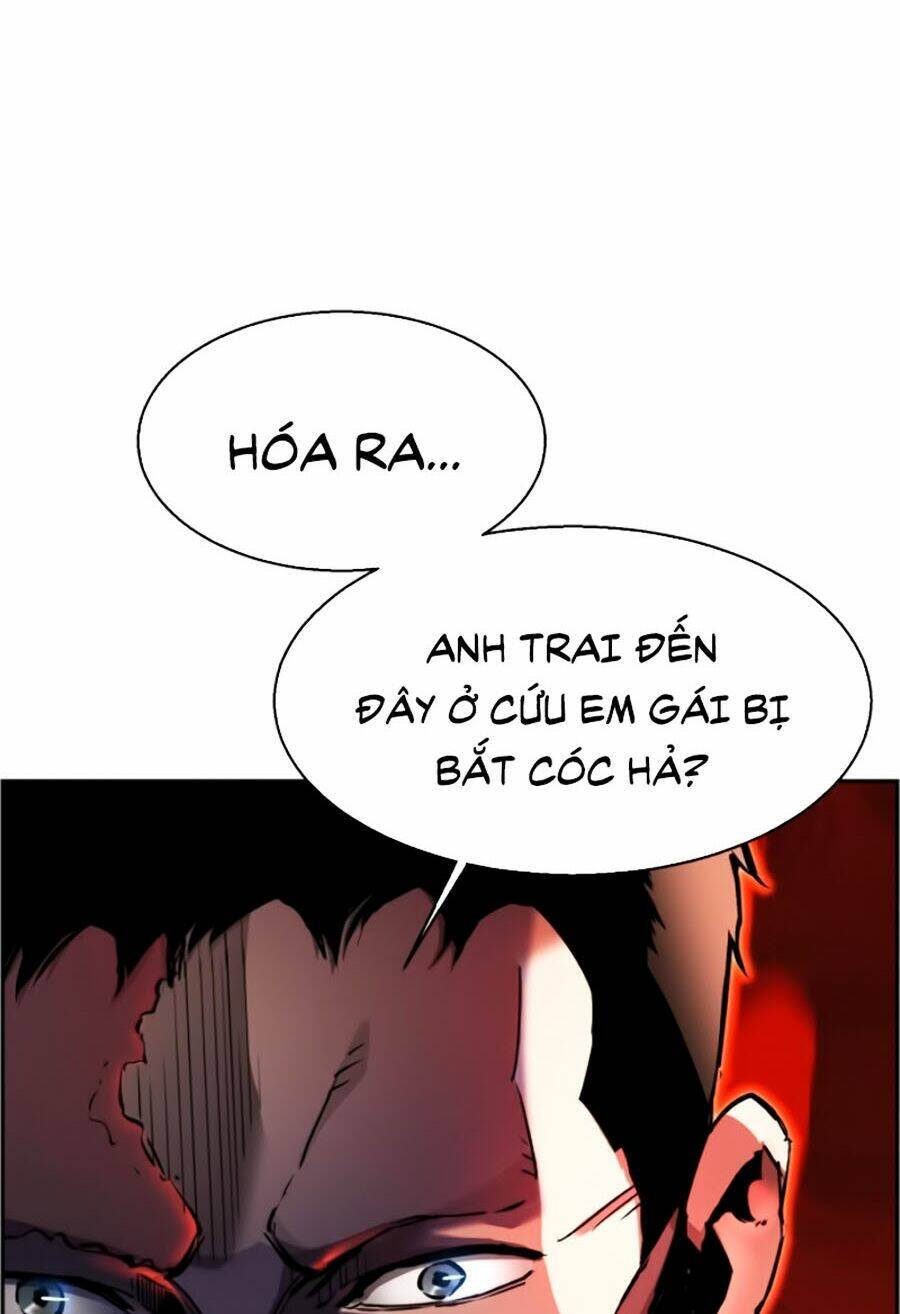 HÓA RA...
ANH TRAI ĐẾN
ĐÂY Ở CỨU EM GÁI BỊ
BẮT CÓC HẢ?